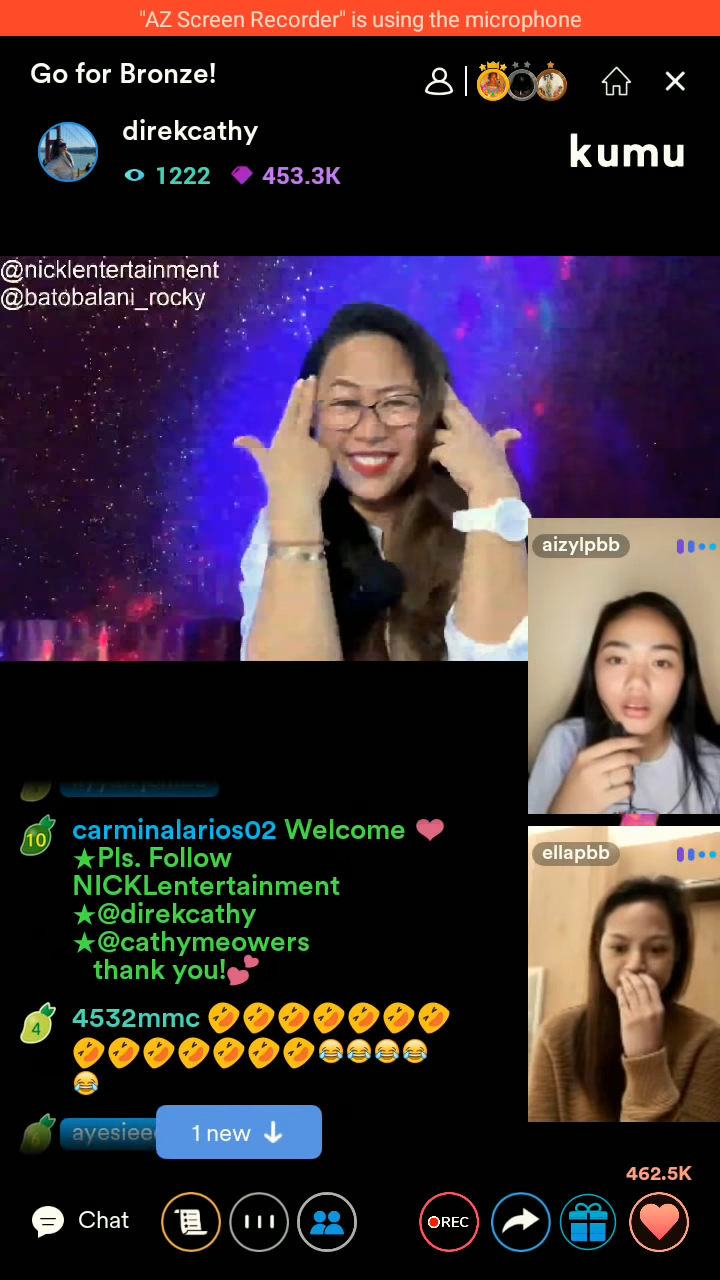 "AZ Screen Recorder" is using the microphone
Go for Bronze!
direkcathy
1222 453.3K
kumu
@nicklentertainment
@batobalani_rocky
aizylpbb
10 carminalarios02 Welcome ❤
★Pls. Follow
NICKLentertainment
★@direkcathy
★@cathymeowers
thank you!💕
ellapbb
4 4532mmc 🤣🤣🤣🤣🤣🤣🤣
🤣🤣🤣🤣🤣🤣🤣😂😂😂😂
😂
1 new ↓
462.5K
Chat
REC